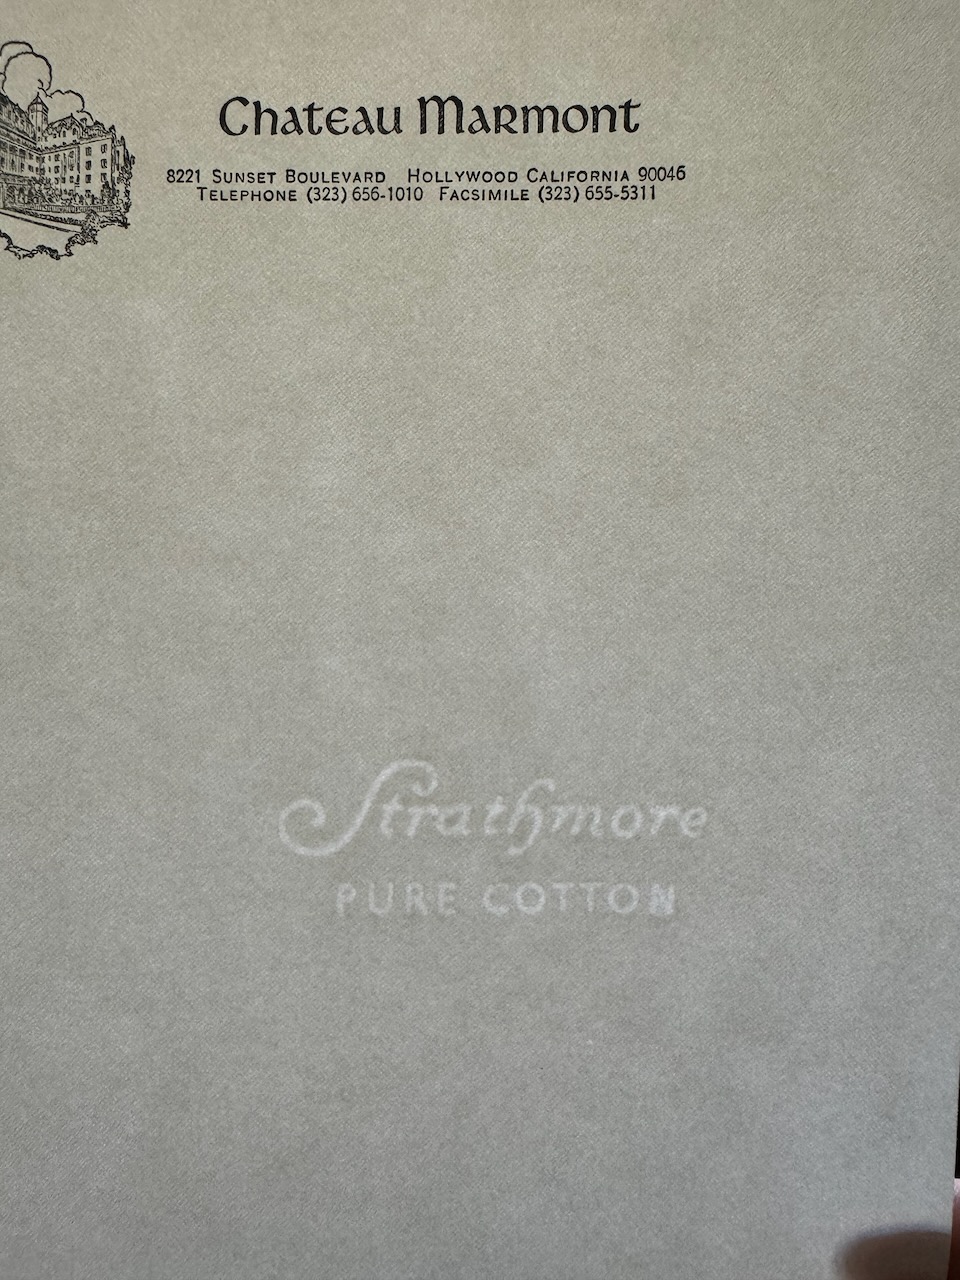 Chateau Marmont
8221 Sunset Boulevard Hollywood California 90046
Telephone (323) 656-1010 Facsimile (323) 655-5311
Strathmore
PURE COTTON